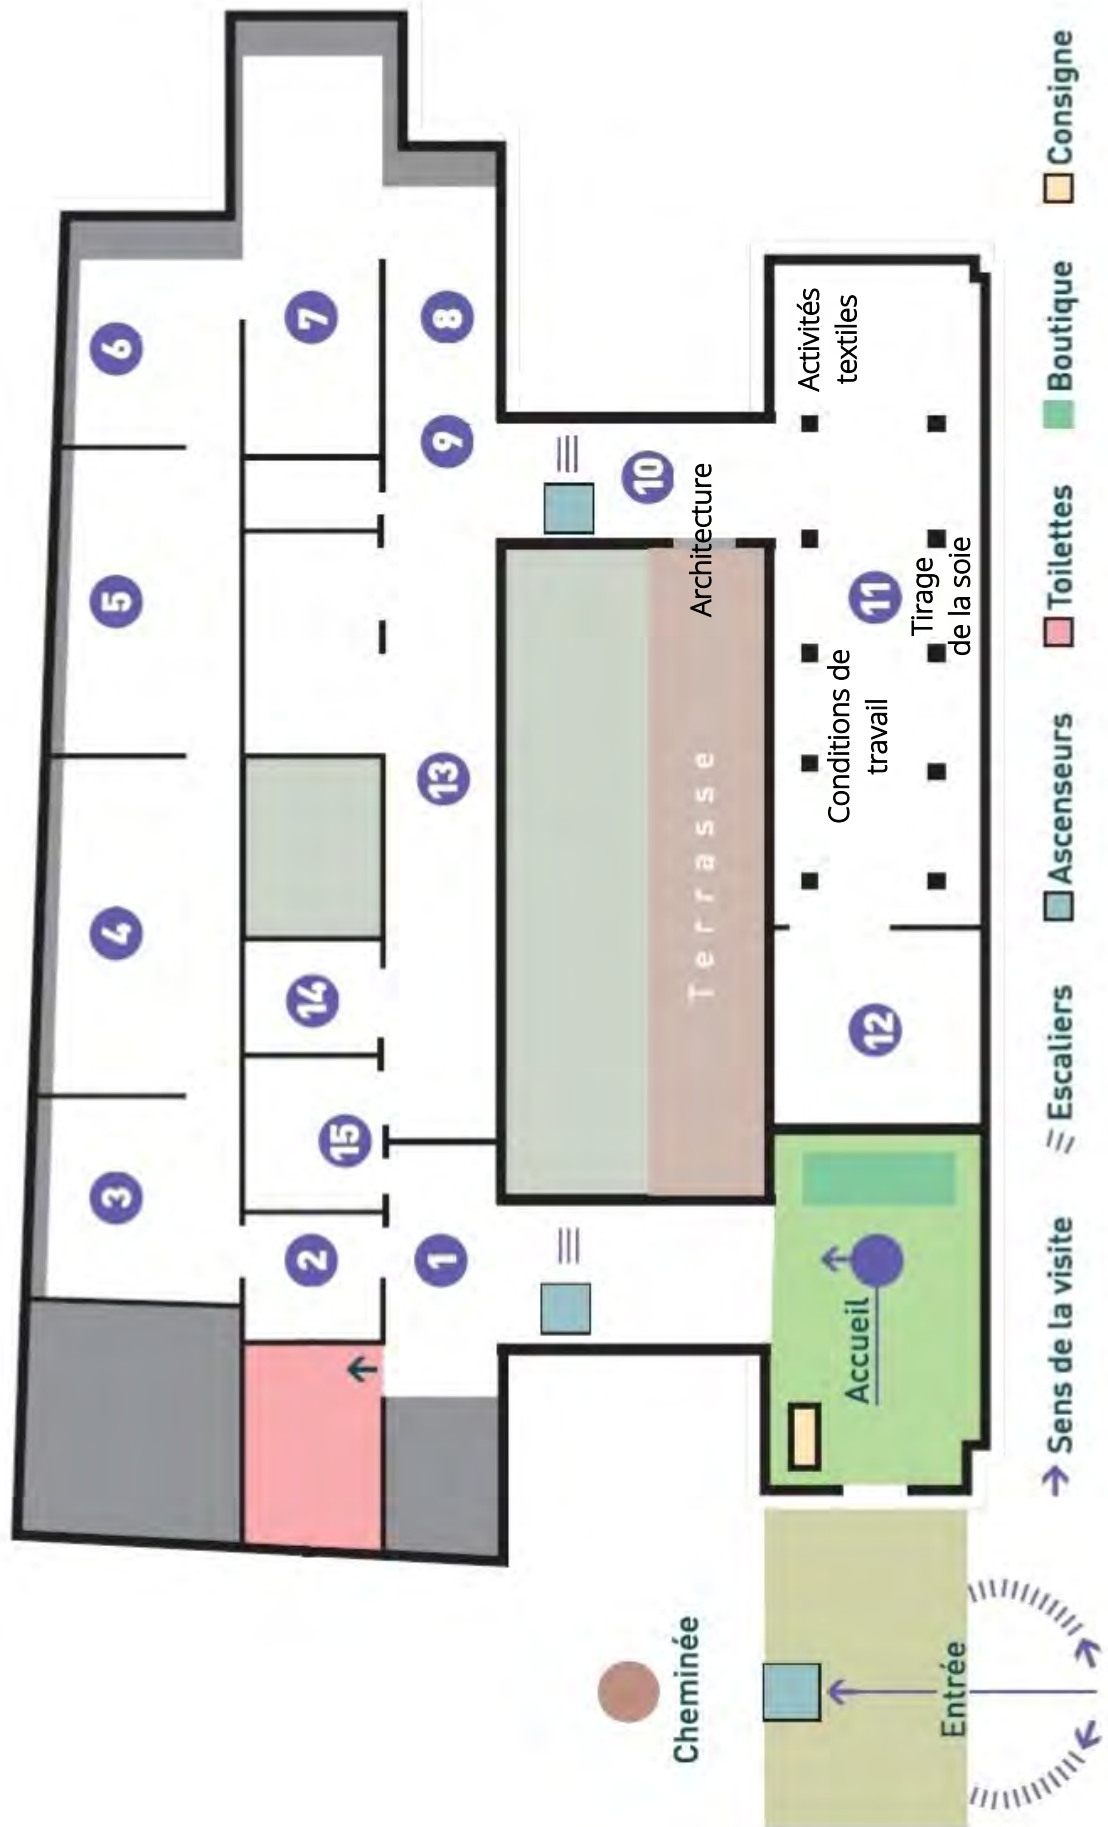 6
5
4
3
7
14
15
2
8
9
13
1
10
Architecture
Terrasse
Activités
textiles
11
Tirage
de la soie
Conditions de
travail
12
Accueil
Cheminée
Entrée
Sens de la visite
Escaliers
Ascenseurs
Toilettes
Boutique
Consigne